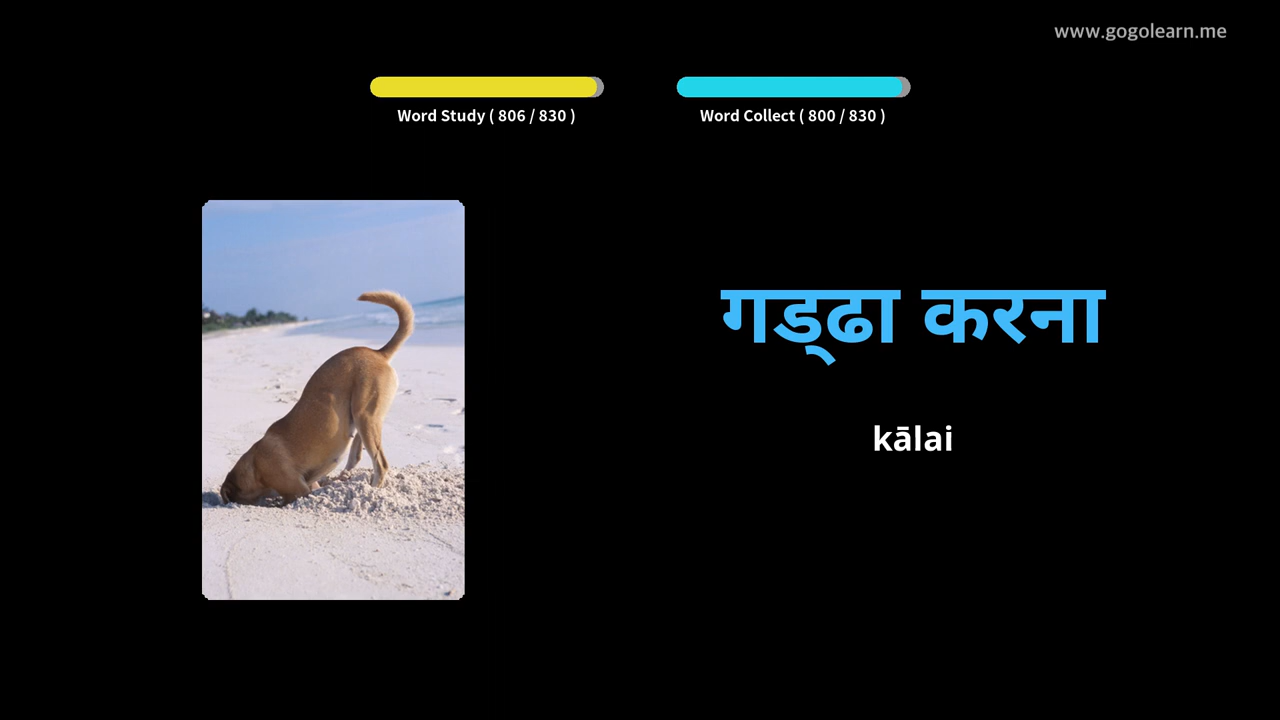 www.gogolearn.me
Word Study ( 806 / 830 )
Word Collect ( 800 / 830 )
गड्ढा करना
kālai